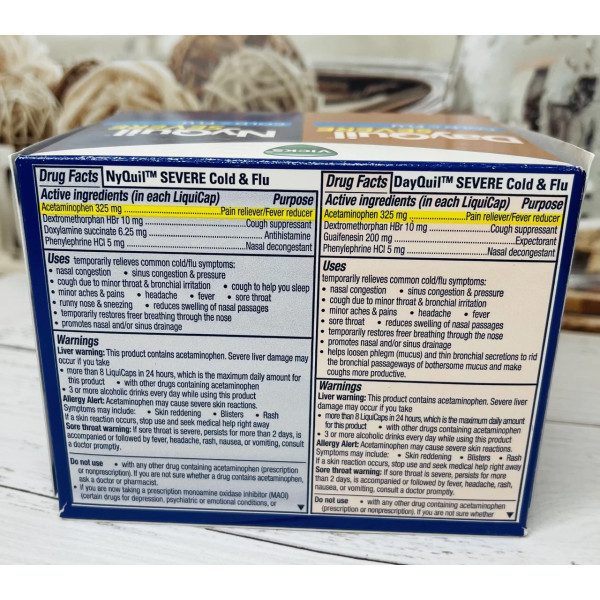 NyQuil
SEVERE
COLD & FLU
DayQuil
SEVERE
COLD & FLU
VICKS
Drug Facts NyQuil™ SEVERE Cold & Flu
Active ingredients (in each LiquiCap) Purpose
Acetaminophen 325 mg Pain reliever/Fever reducer
Dextromethorphan HBr 10 mg Cough suppressant
Doxylamine succinate 6.25 mg Antihistamine
Phenylephrine HCl 5 mg Nasal decongestant
Uses temporarily relieves common cold/flu symptoms:
• nasal congestion • sinus congestion & pressure
• cough due to minor throat & bronchial irritation • cough to help you sleep
• minor aches & pains • headache • fever • sore throat
• runny nose & sneezing • reduces swelling of nasal passages
• temporarily restores freer breathing through the nose
• promotes nasal and/or sinus drainage
Warnings
Liver warning: This product contains acetaminophen. Severe liver damage may
occur if you take
• more than 8 LiquiCaps in 24 hours, which is the maximum daily amount for
this product • with other drugs containing acetaminophen
• 3 or more alcoholic drinks every day while using this product
Allergy Alert: Acetaminophen may cause severe skin reactions.
Symptoms may include: • Skin reddening • Blisters • Rash
If a skin reaction occurs, stop use and seek medical help right away
Sore throat warning: If sore throat is severe, persists for more than 2 days, is
accompanied or followed by fever, headache, rash, nausea, or vomiting, consult
a doctor promptly.
Do not use • with any other drug containing acetaminophen (prescription
or nonprescription). If you are not sure whether a drug contains acetaminophen,
ask a doctor or pharmacist.
• if you are now taking a prescription monoamine oxidase inhibitor (MAOI)
(certain drugs for depression, psychiatric or emotional conditions, or
Drug Facts DayQuil™ SEVERE Cold & Flu
Active ingredients (in each LiquiCap) Purpose
Acetaminophen 325 mg Pain reliever/Fever reducer
Dextromethorphan HBr 10 mg Cough suppressant
Guaifenesin 200 mg Expectorant
Phenylephrine HCl 5 mg Nasal decongestant
Uses
temporarily relieves common cold/flu symptoms:
• nasal congestion • sinus congestion & pressure
• cough due to minor throat & bronchial irritation
• minor aches & pains • headache • fever
• sore throat • reduces swelling of nasal passages
• temporarily restores freer breathing through the nose
• promotes nasal and/or sinus drainage
• helps loosen phlegm (mucus) and thin bronchial secretions to rid
the bronchial passageways of bothersome mucus and make
coughs more productive.
Warnings
Liver warning: This product contains acetaminophen. Severe liver
damage may occur if you take
• more than 8 LiquiCaps in 24 hours, which is the maximum daily amount
for this product • with other drugs containing acetaminophen
• 3 or more alcoholic drinks every day while using this product
Allergy Alert: Acetaminophen may cause severe skin reactions.
Symptoms may include: • Skin reddening • Blisters • Rash
If a skin reaction occurs, stop use and seek medical help right away
Sore throat warning: If sore throat is severe, persists for more than 2
days, is accompanied or followed by fever, headache, rash,
nausea, or vomiting, consult a doctor promptly.
Do not use • with any other drug containing acetaminophen
(prescription or nonprescription). If you are not sure whether